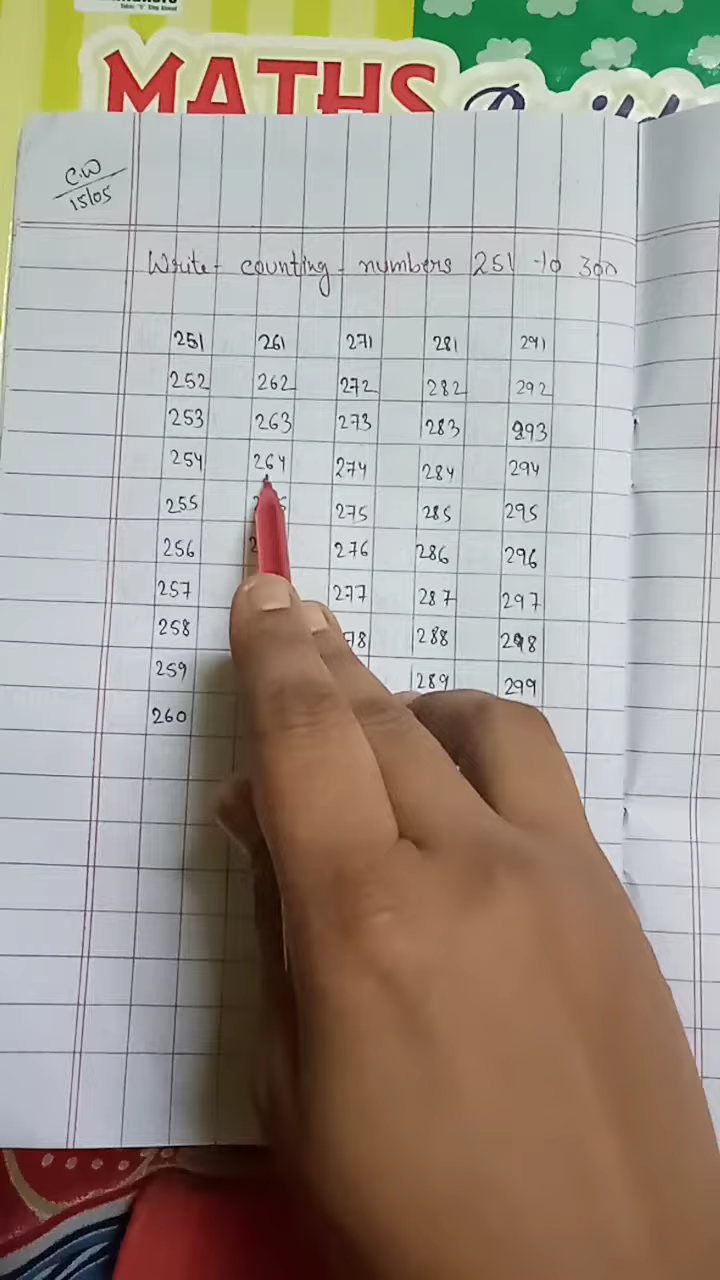 MATHS
C.W
15/05
Write counting numbers 251 to 300
251 261 271 281 291
252 262 272 282 292
253 263 273 283 293
254 264 274 284 294
255 275 285 295
256 276 286 296
257 277 287 297
258 78 288 298
259 289 299
260